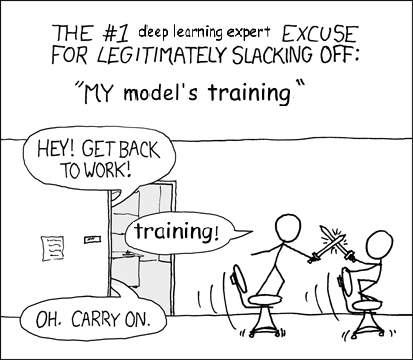 THE #1 deep learning expert EXCUSE
FOR LEGITIMATELY SLACKING OFF:
"MY model's training"
HEY! GET BACK
TO WORK!
training!
OH. CARRY ON.